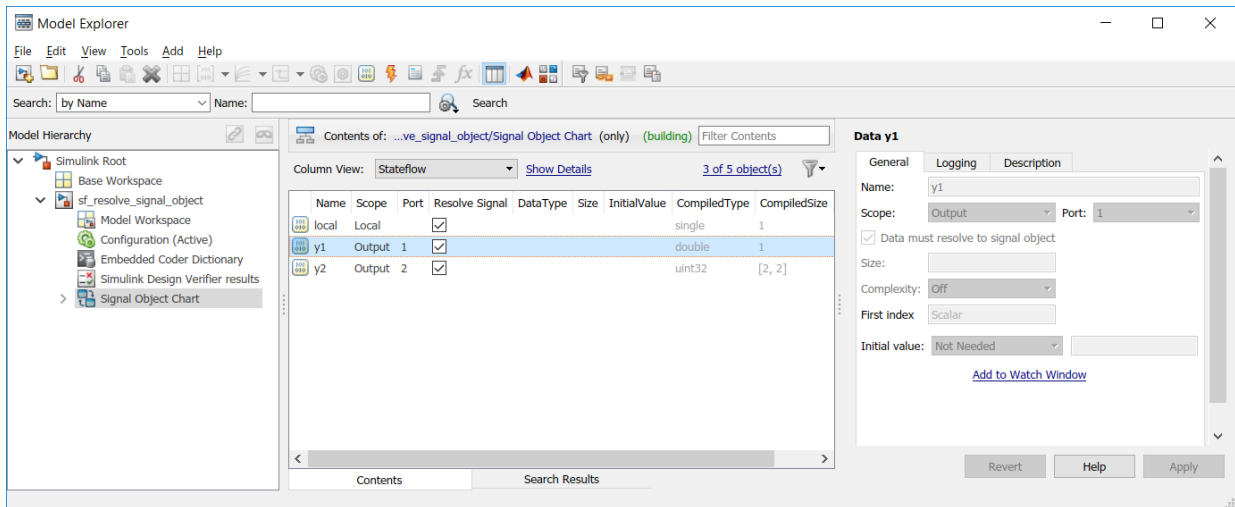 Model Explorer
File Edit View Tools Add Help
fx
Search: by Name Name: Search
Model Hierarchy
Simulink Root
Base Workspace
sf_resolve_signal_object
Model Workspace
Configuration (Active)
Embedded Coder Dictionary
Simulink Design Verifier results
Signal Object Chart
Contents of: ...ve_signal_object/Signal Object Chart (only) (building) Filter Contents
Column View: Stateflow Show Details 3 of 5 object(s)
Name Scope Port Resolve Signal DataType Size InitialValue CompiledType CompiledSize
local Local single 1
y1 Output 1 double 1
y2 Output 2 uint32 [2, 2]
Contents Search Results
Data y1
General Logging Description
Name: y1
Scope: Output Port: 1
Data must resolve to signal object
Size:
Complexity: Off
First index Scalar
Initial value: Not Needed
Add to Watch Window
Revert Help Apply